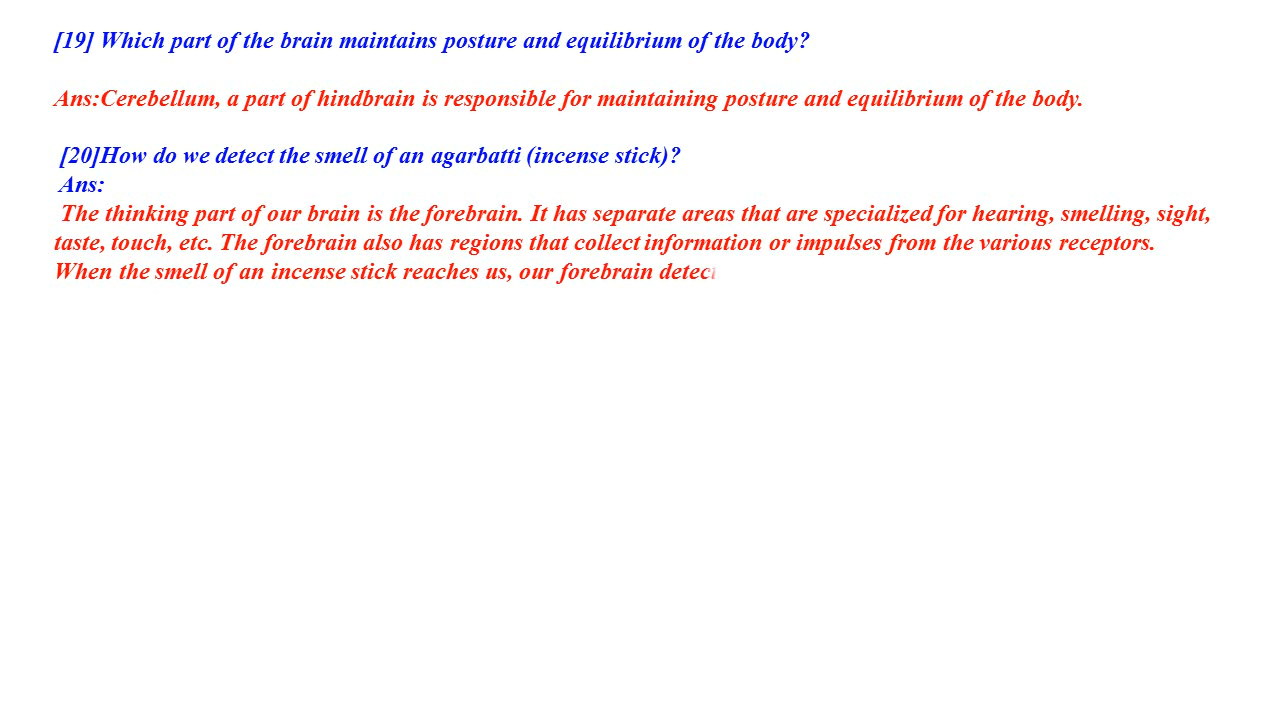 [19] Which part of the brain maintains posture and equilibrium of the body?
Ans:Cerebellum, a part of hindbrain is responsible for maintaining posture and equilibrium of the body.
[20]How do we detect the smell of an agarbatti (incense stick)?
Ans:
The thinking part of our brain is the forebrain. It has separate areas that are specialized for hearing, smelling, sight,
taste, touch, etc. The forebrain also has regions that collect information or impulses from the various receptors.
When the smell of an incense stick reaches us, our forebrain detect